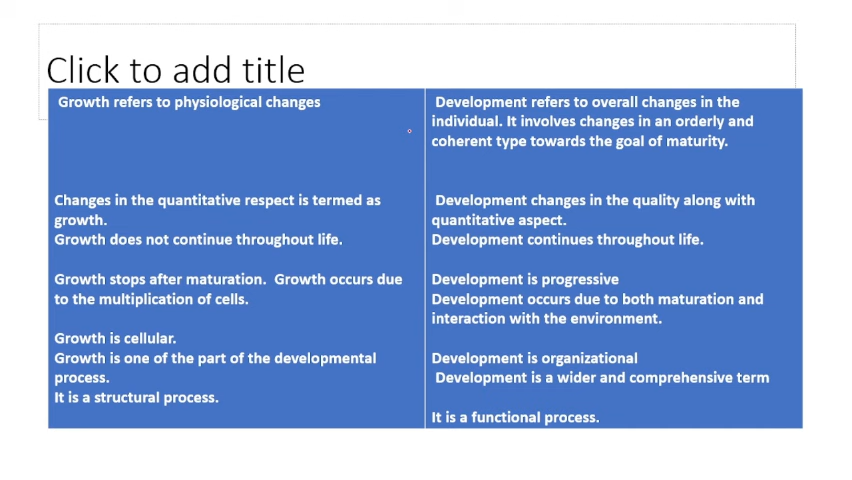 Click to add title
Growth refers to physiological changes
Changes in the quantitative respect is termed as
growth.
Growth does not continue throughout life.
Growth stops after maturation.  Growth occurs due
to the multiplication of cells.
Growth is cellular.
Growth is one of the part of the developmental
process.
It is a structural process.
Development refers to overall changes in the
individual. It involves changes in an orderly and
coherent type towards the goal of maturity.
Development changes in the quality along with
quantitative aspect.
Development continues throughout life.
Development is progressive
Development occurs due to both maturation and
interaction with the environment.
Development is organizational
Development is a wider and comprehensive term
It is a functional process.